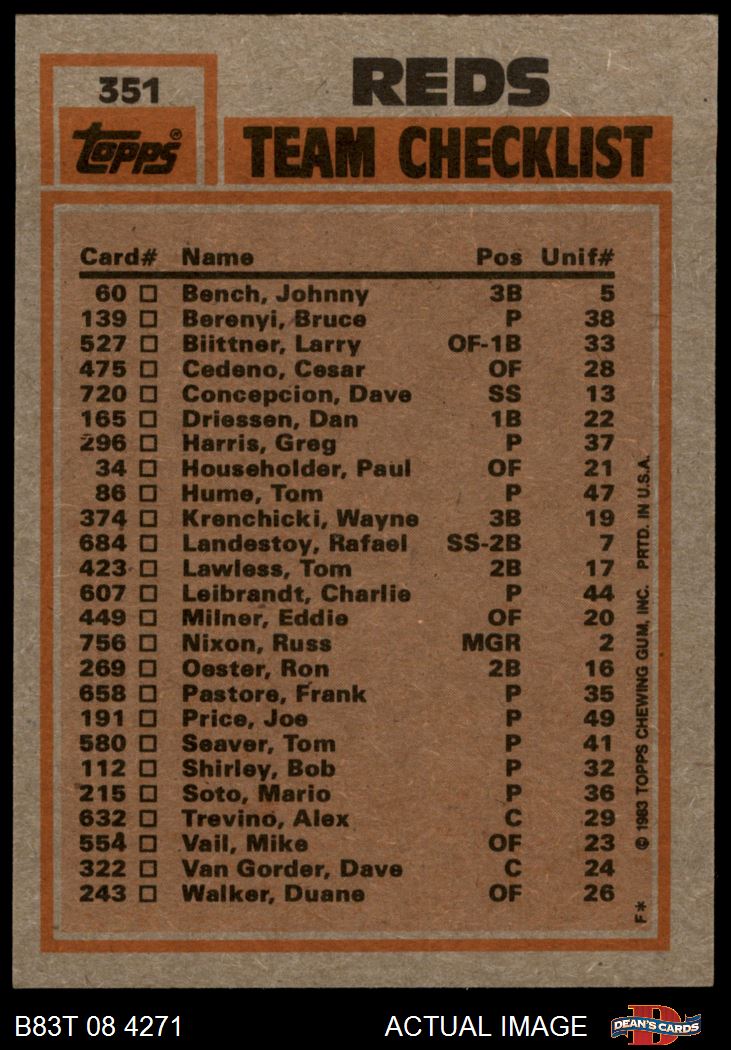 351
REDS
Topps®
TEAM CHECKLIST
Card# Name Pos Unif#
60 □ Bench, Johnny 3B 5
139 □ Berenyi, Bruce P 38
527 □ Biittner, Larry OF-1B 33
475 □ Cedeno, Cesar OF 28
720 □ Concepcion, Dave SS 13
165 □ Driessen, Dan 1B 22
296 □ Harris, Greg P 37
34 □ Householder, Paul OF 21
86 □ Hume, Tom P 47
374 □ Krenchicki, Wayne 3B 19
684 □ Landestoy, Rafael SS-2B 7
423 □ Lawless, Tom 2B 17
607 □ Leibrandt, Charlie P 44
449 □ Milner, Eddie OF 20
756 □ Nixon, Russ MGR 2
269 □ Oester, Ron 2B 16
658 □ Pastore, Frank P 35
191 □ Price, Joe P 49
580 □ Seaver, Tom P 41
112 □ Shirley, Bob P 32
215 □ Soto, Mario P 36
632 □ Trevino, Alex C 29
554 □ Vail, Mike OF 23
322 □ Van Gorder, Dave C 24
243 □ Walker, Duane OF 26
F* © 1983 TOPPS CHEWING GUM, INC. PRTD. IN U.S.A.
B83T 08 4271 ACTUAL IMAGE
D
DEAN'S CARDS